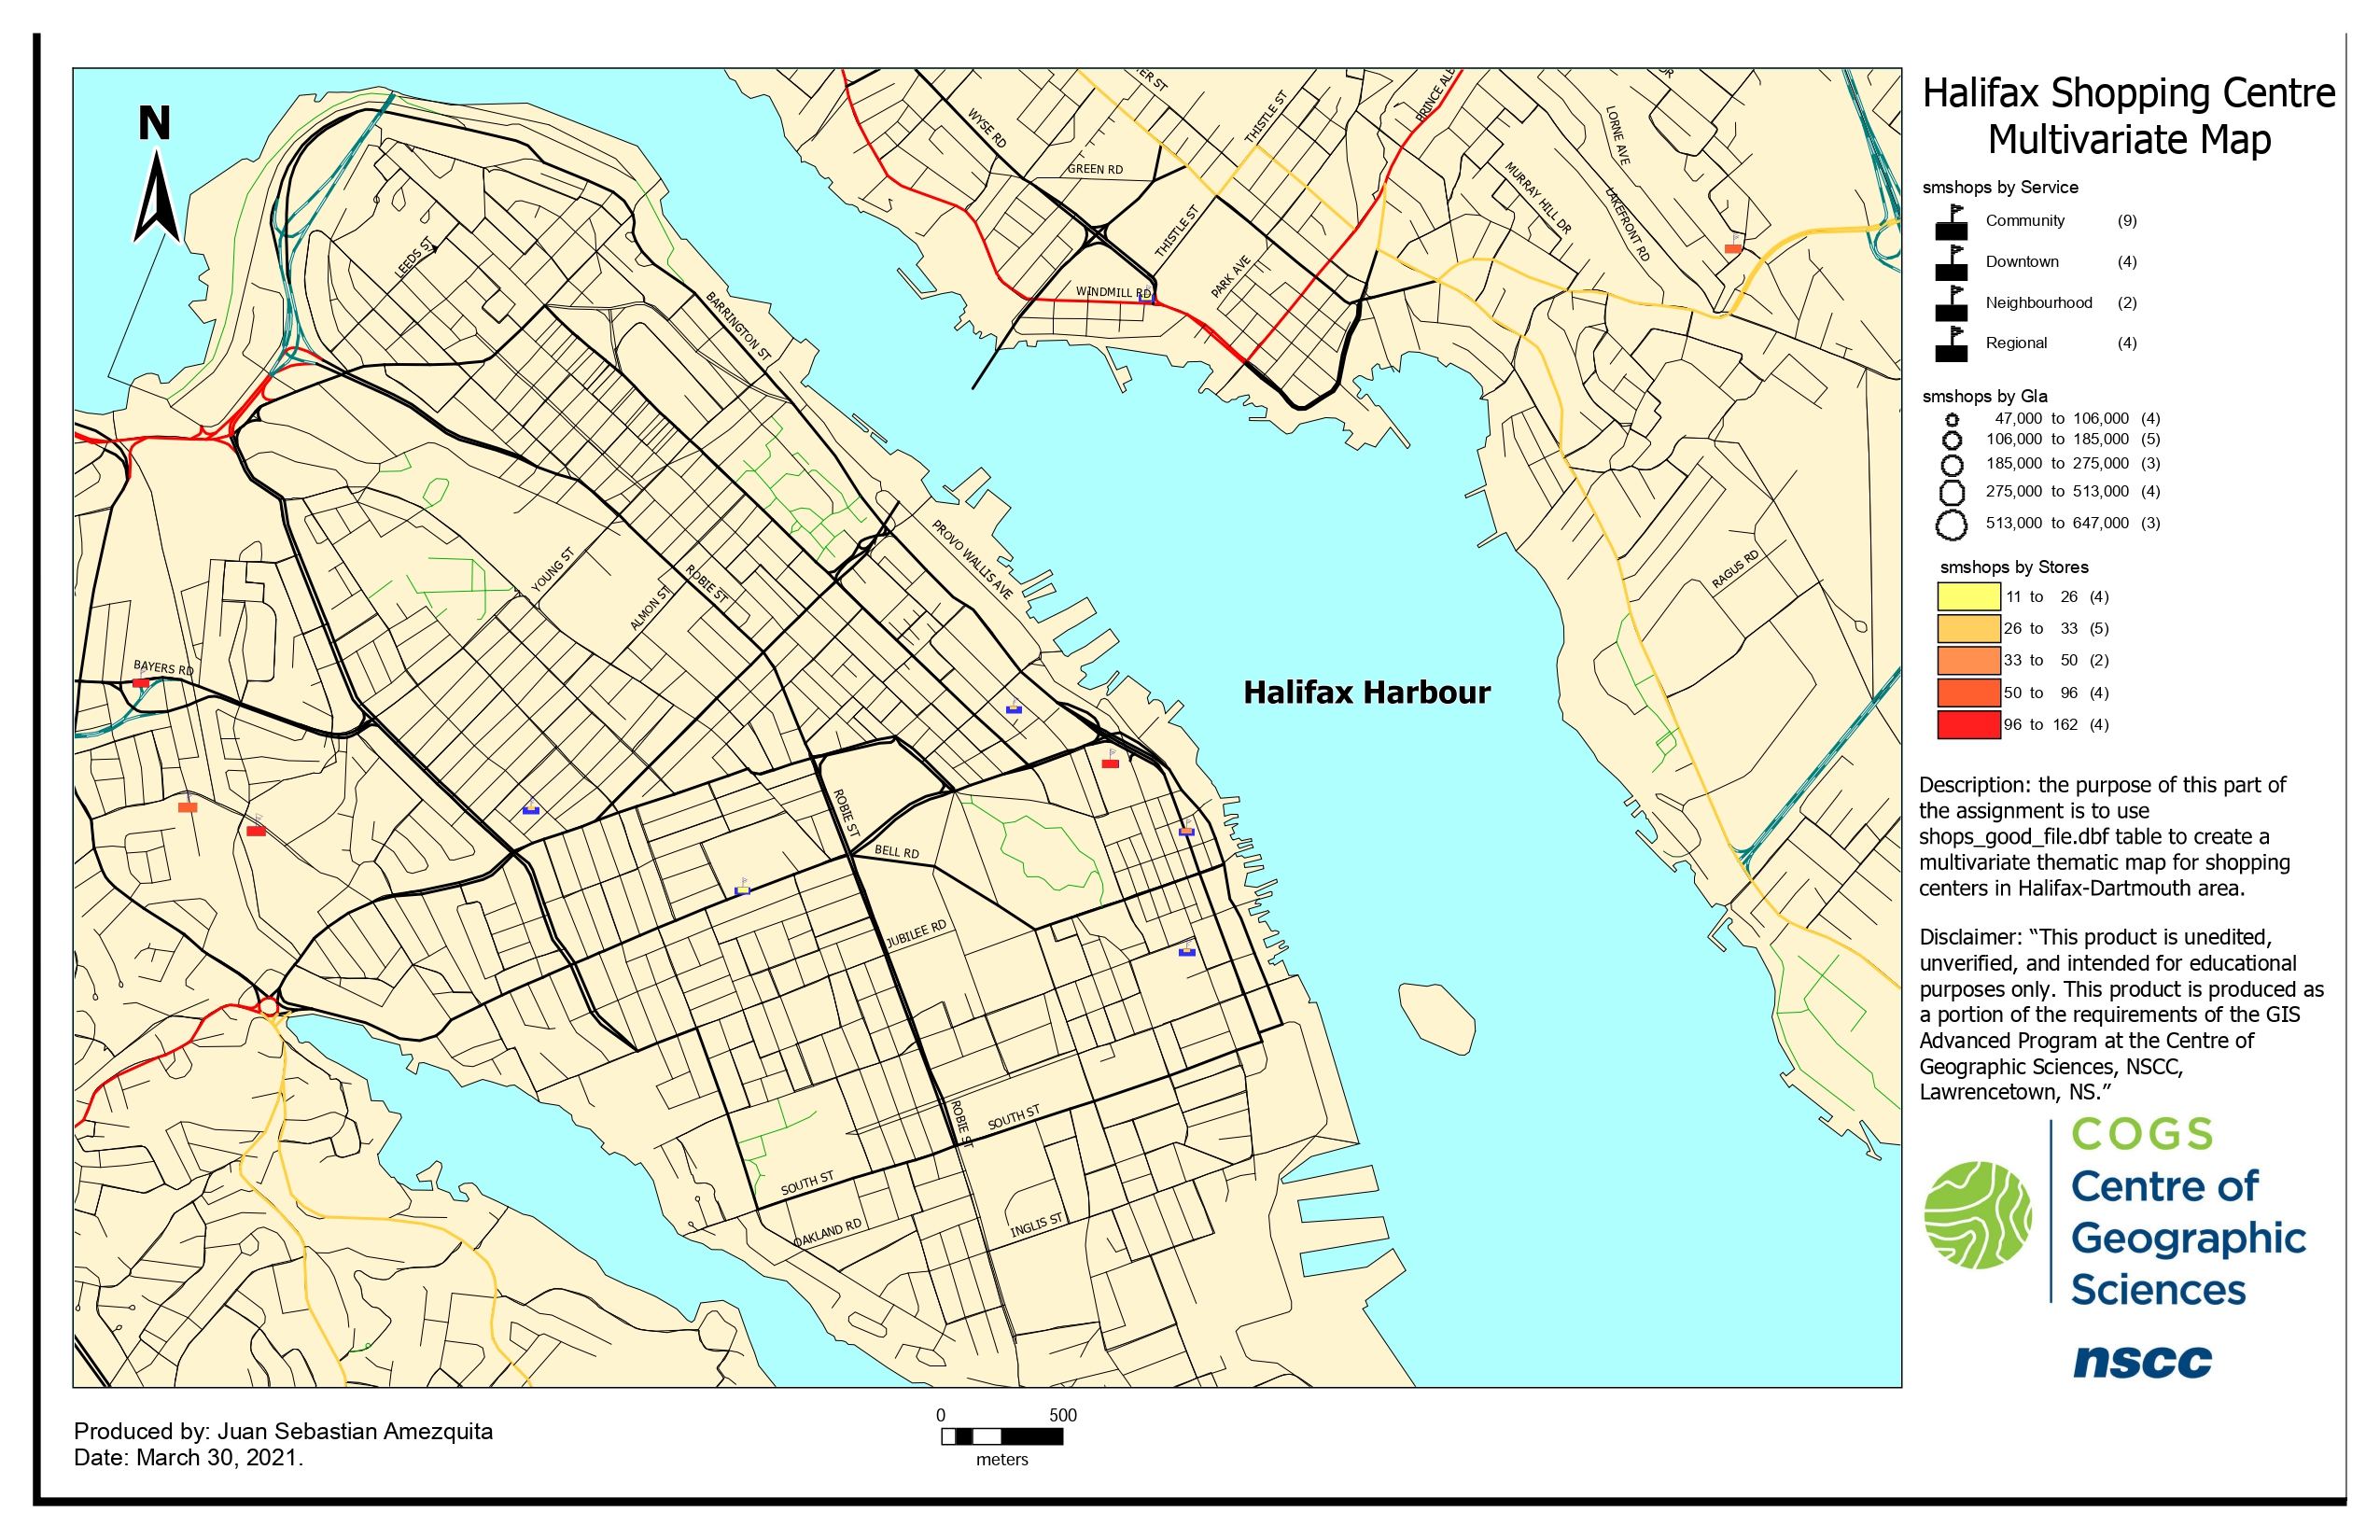 Halifax Shopping Centre
Multivariate Map
smshops by Service
Community (9)
Downtown (4)
Neighbourhood (2)
Regional (4)
smshops by Gla
47,000 to 106,000 (4)
106,000 to 185,000 (5)
185,000 to 275,000 (3)
275,000 to 513,000 (4)
513,000 to 647,000 (3)
smshops by Stores
11 to 26 (4)
26 to 33 (5)
33 to 50 (2)
50 to 96 (4)
96 to 162 (4)
Description: the purpose of this part of
the assignment is to use
shops_good_file.dbf table to create a
multivariate thematic map for shopping
centers in Halifax-Dartmouth area.
Disclaimer: “This product is unedited,
unverified, and intended for educational
purposes only. This product is produced as
a portion of the requirements of the GIS
Advanced Program at the Centre of
Geographic Sciences, NSCC,
Lawrencetown, NS.”
COGS
Centre of
Geographic
Sciences
nscc
N
WYSE RD
GREEN RD
THISTLE ST
THISTLE ST
PARK AVE
WINDMILL RD
MURRAY HILL DR
LORNE AVE
LAKEFRONT RD
LEEDS ST
BARRINGTON ST
PROVO WALLIS AVE
YOUNG ST
ALMON ST
ROBIE ST
RAGUS RD
BAYERS RD
Halifax Harbour
ROBIE ST
BELL RD
JUBILEE RD
ROBIE ST
SOUTH ST
SOUTH ST
OAKLAND RD
INGLIS ST
Produced by: Juan Sebastian Amezquita
Date: March 30, 2021.
0 500
meters